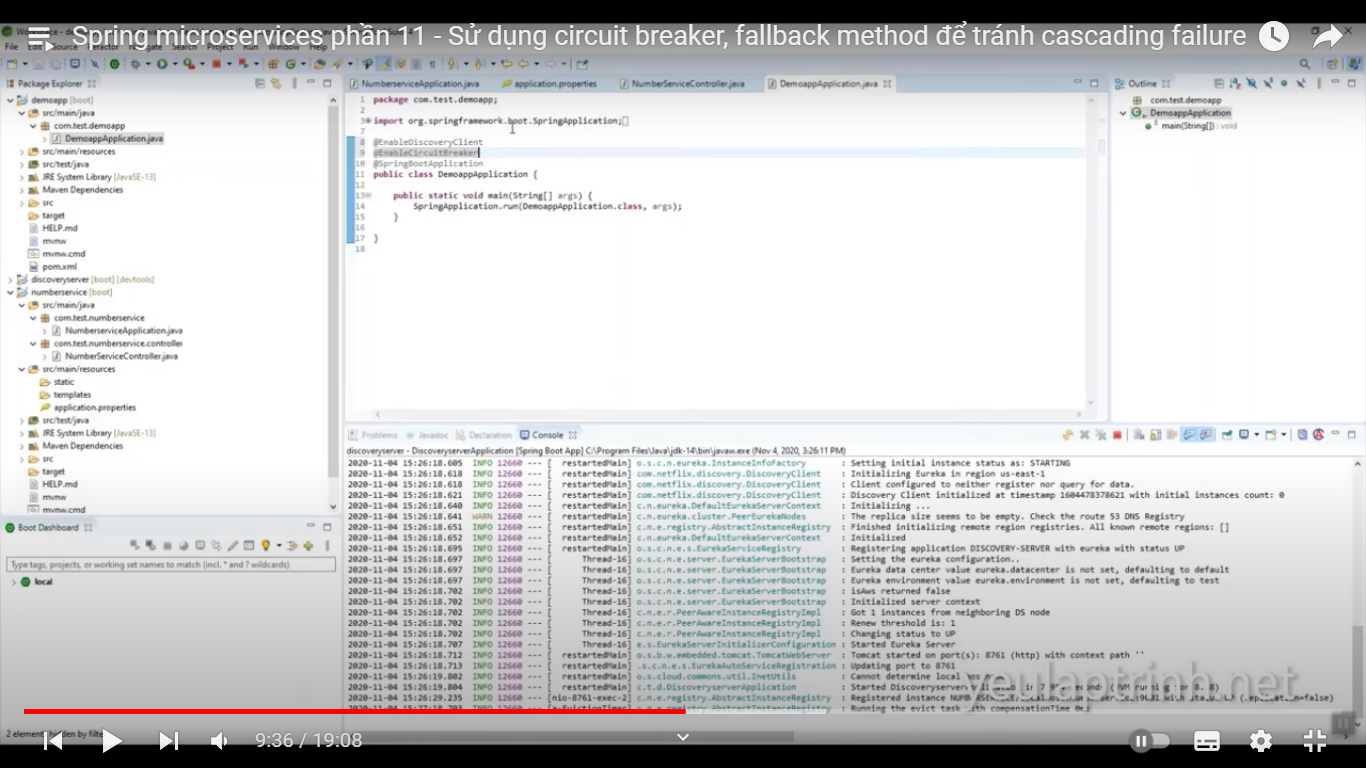 Spring microservices phần 11 - Sử dụng circuit breaker, fallback method để tránh cascading failure
File Edit Source Refactor Navigate Search Project Run Window Help
Package Explorer
demoapp [boot]
src/main/java
com.test.demoapp
DemoappApplication.java
src/main/resources
src/test/java
JRE System Library [JavaSE-13]
Maven Dependencies
src
target
HELP.md
mvnw
mvnw.cmd
pom.xml
discoveryserver [boot] [devtools]
numberservice [boot]
src/main/java
com.test.numberservice
NumberserviceApplication.java
com.test.numberservice.controller
NumberServiceController.java
src/main/resources
static
templates
application.properties
src/test/java
JRE System Library [JavaSE-13]
Maven Dependencies
src
target
HELP.md
mvnw
mvnw.cmd
Boot Dashboard
Type tags, projects, or working set names to match (incl. * and ? wildcards)
local
NumberserviceApplication.java application.properties NumberServiceController.java DemoappApplication.java
1 package com.test.demoapp;
2
3 import org.springframework.boot.SpringApplication;
7
8 @EnableDiscoveryClient
9 @EnableCircuitBreaker
10 @SpringBootApplication
11 public class DemoappApplication {
12
13 public static void main(String[] args) {
14 SpringApplication.run(DemoappApplication.class, args);
15 }
16
17 }
18
Outline
com.test.demoapp
DemoappApplication
main(String[]) : void
Problems Javadoc Declaration Console
discoveryserver - DiscoveryserverApplication [Spring Boot App] C:\Program Files\Java\jdk-14\bin\javaw.exe (Nov 4, 2020, 3:26:11 PM)
2020-11-04 15:26:18.605 INFO 12660 --- [ restartedMain] o.s.c.n.eureka.InstanceInfoFactory : Setting initial instance status as: STARTING
2020-11-04 15:26:18.618 INFO 12660 --- [ restartedMain] com.netflix.discovery.DiscoveryClient : Initializing Eureka in region us-east-1
2020-11-04 15:26:18.618 INFO 12660 --- [ restartedMain] com.netflix.discovery.DiscoveryClient : Client configured to neither register nor query for data.
2020-11-04 15:26:18.621 INFO 12660 --- [ restartedMain] com.netflix.discovery.DiscoveryClient : Discovery Client initialized at timestamp 1604478378621 with initial instances count: 0
2020-11-04 15:26:18.640 INFO 12660 --- [ restartedMain] c.n.eureka.DefaultEurekaServerContext : Initializing ...
2020-11-04 15:26:18.641 WARN 12660 --- [ restartedMain] c.n.eureka.cluster.PeerEurekaNodes : The replica size seems to be empty. Check the route 53 DNS Registry
2020-11-04 15:26:18.651 INFO 12660 --- [ restartedMain] c.n.e.registry.AbstractInstanceRegistry : Finished initializing remote region registries. All known remote regions: []
2020-11-04 15:26:18.652 INFO 12660 --- [ restartedMain] c.n.eureka.DefaultEurekaServerContext : Initialized
2020-11-04 15:26:18.695 INFO 12660 --- [ restartedMain] o.s.c.n.e.s.EurekaServiceRegistry : Registering application DISCOVERY-SERVER with eureka with status UP
2020-11-04 15:26:18.697 INFO 12660 --- [ Thread-16] o.s.c.n.e.server.EurekaServerBootstrap : Setting the eureka configuration..
2020-11-04 15:26:18.697 INFO 12660 --- [ Thread-16] o.s.c.n.e.server.EurekaServerBootstrap : Eureka data center value eureka.datacenter is not set, defaulting to default
2020-11-04 15:26:18.697 INFO 12660 --- [ Thread-16] o.s.c.n.e.server.EurekaServerBootstrap : Eureka environment value eureka.environment is not set, defaulting to test
2020-11-04 15:26:18.702 INFO 12660 --- [ Thread-16] o.s.c.n.e.server.EurekaServerBootstrap : isAws returned false
2020-11-04 15:26:18.702 INFO 12660 --- [ Thread-16] o.s.c.n.e.server.EurekaServerBootstrap : Initialized server context
2020-11-04 15:26:18.702 INFO 12660 --- [ Thread-16] c.n.e.r.PeerAwareInstanceRegistryImpl : Got 1 instances from neighboring DS node
2020-11-04 15:26:18.702 INFO 12660 --- [ Thread-16] c.n.e.r.PeerAwareInstanceRegistryImpl : Renew threshold is: 1
2020-11-04 15:26:18.702 INFO 12660 --- [ Thread-16] c.n.e.r.PeerAwareInstanceRegistryImpl : Changing status to UP
2020-11-04 15:26:18.707 INFO 12660 --- [ Thread-16] e.s.EurekaServerInitializerConfiguration : Started Eureka Server
2020-11-04 15:26:18.712 INFO 12660 --- [ restartedMain] o.s.b.w.embedded.tomcat.TomcatWebServer : Tomcat started on port(s): 8761 (http) with context path ''
2020-11-04 15:26:18.713 INFO 12660 --- [ restartedMain] .s.c.n.e.s.EurekaAutoServiceRegistration : Updating port to 8761
2020-11-04 15:26:19.802 INFO 12660 --- [ restartedMain] o.s.cloud.commons.util.InetUtils : Cannot determine local
2020-11-04 15:26:19.804 INFO 12660 --- [ restartedMain] c.t.d.DiscoveryserverApplication : Started
2020-11-04 15:26:29.235 INFO 12660 --- [nio-8761-exec-2] c.n.e.registry.AbstractInstanceRegistry : Registered instance
2020-11-04 15:27:18.703 INFO 12660 --- [a-EvictionTimer] c.n.e.registry.AbstractInstanceRegistry : Running the evict task with compensationTime 0ms
yeulaptrinh.net
9:36 / 19:08